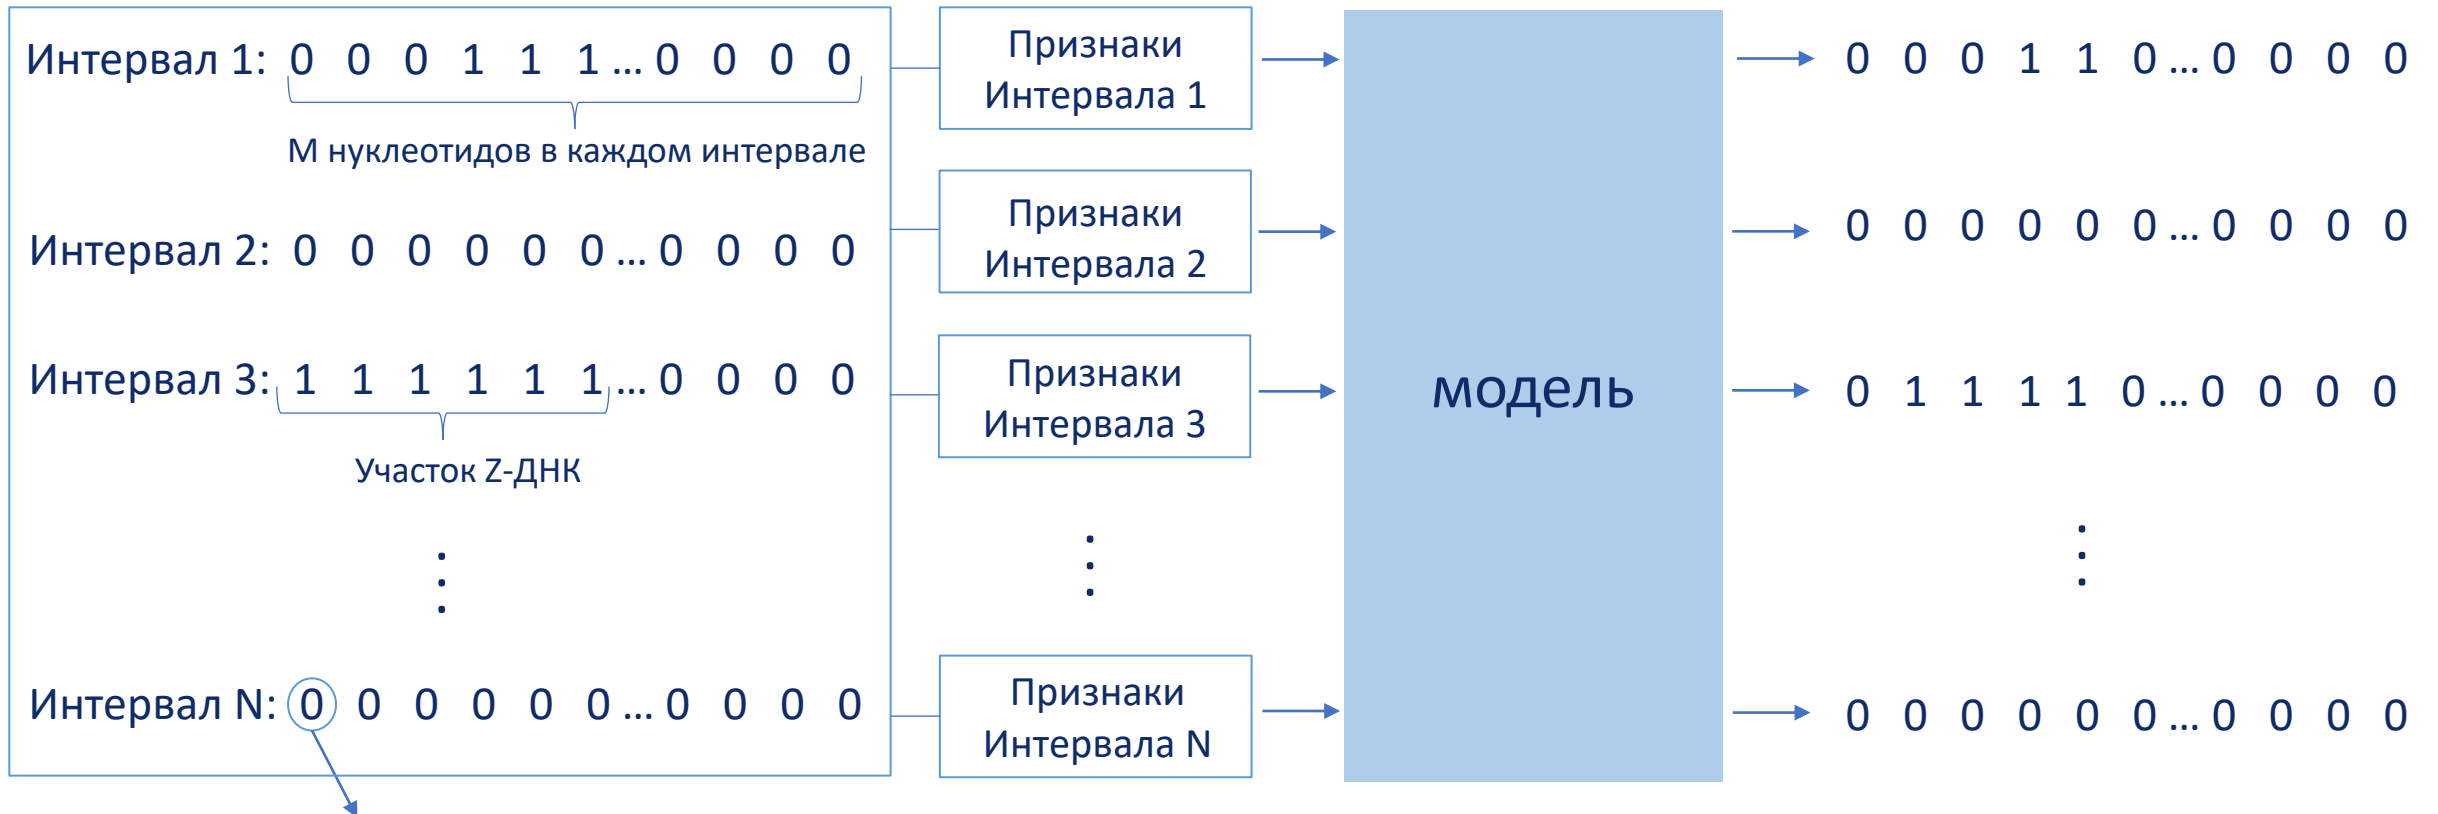 Интервал 1: 0 0 0 1 1 1 ... 0 0 0 0
М нуклеотидов в каждом интервале
Признаки
Интервала 1
0 0 0 1 1 0 ... 0 0 0 0
Интервал 2: 0 0 0 0 0 0 ... 0 0 0 0
Признаки
Интервала 2
0 0 0 0 0 0 ... 0 0 0 0
Интервал 3: 1 1 1 1 1 1 ... 0 0 0 0
Участок Z-ДНК
Признаки
Интервала 3
модель
0 1 1 1 1 0 ... 0 0 0 0
Интервал N: 0 0 0 0 0 0 ... 0 0 0 0
Признаки
Интервала N
0 0 0 0 0 0 ... 0 0 0 0